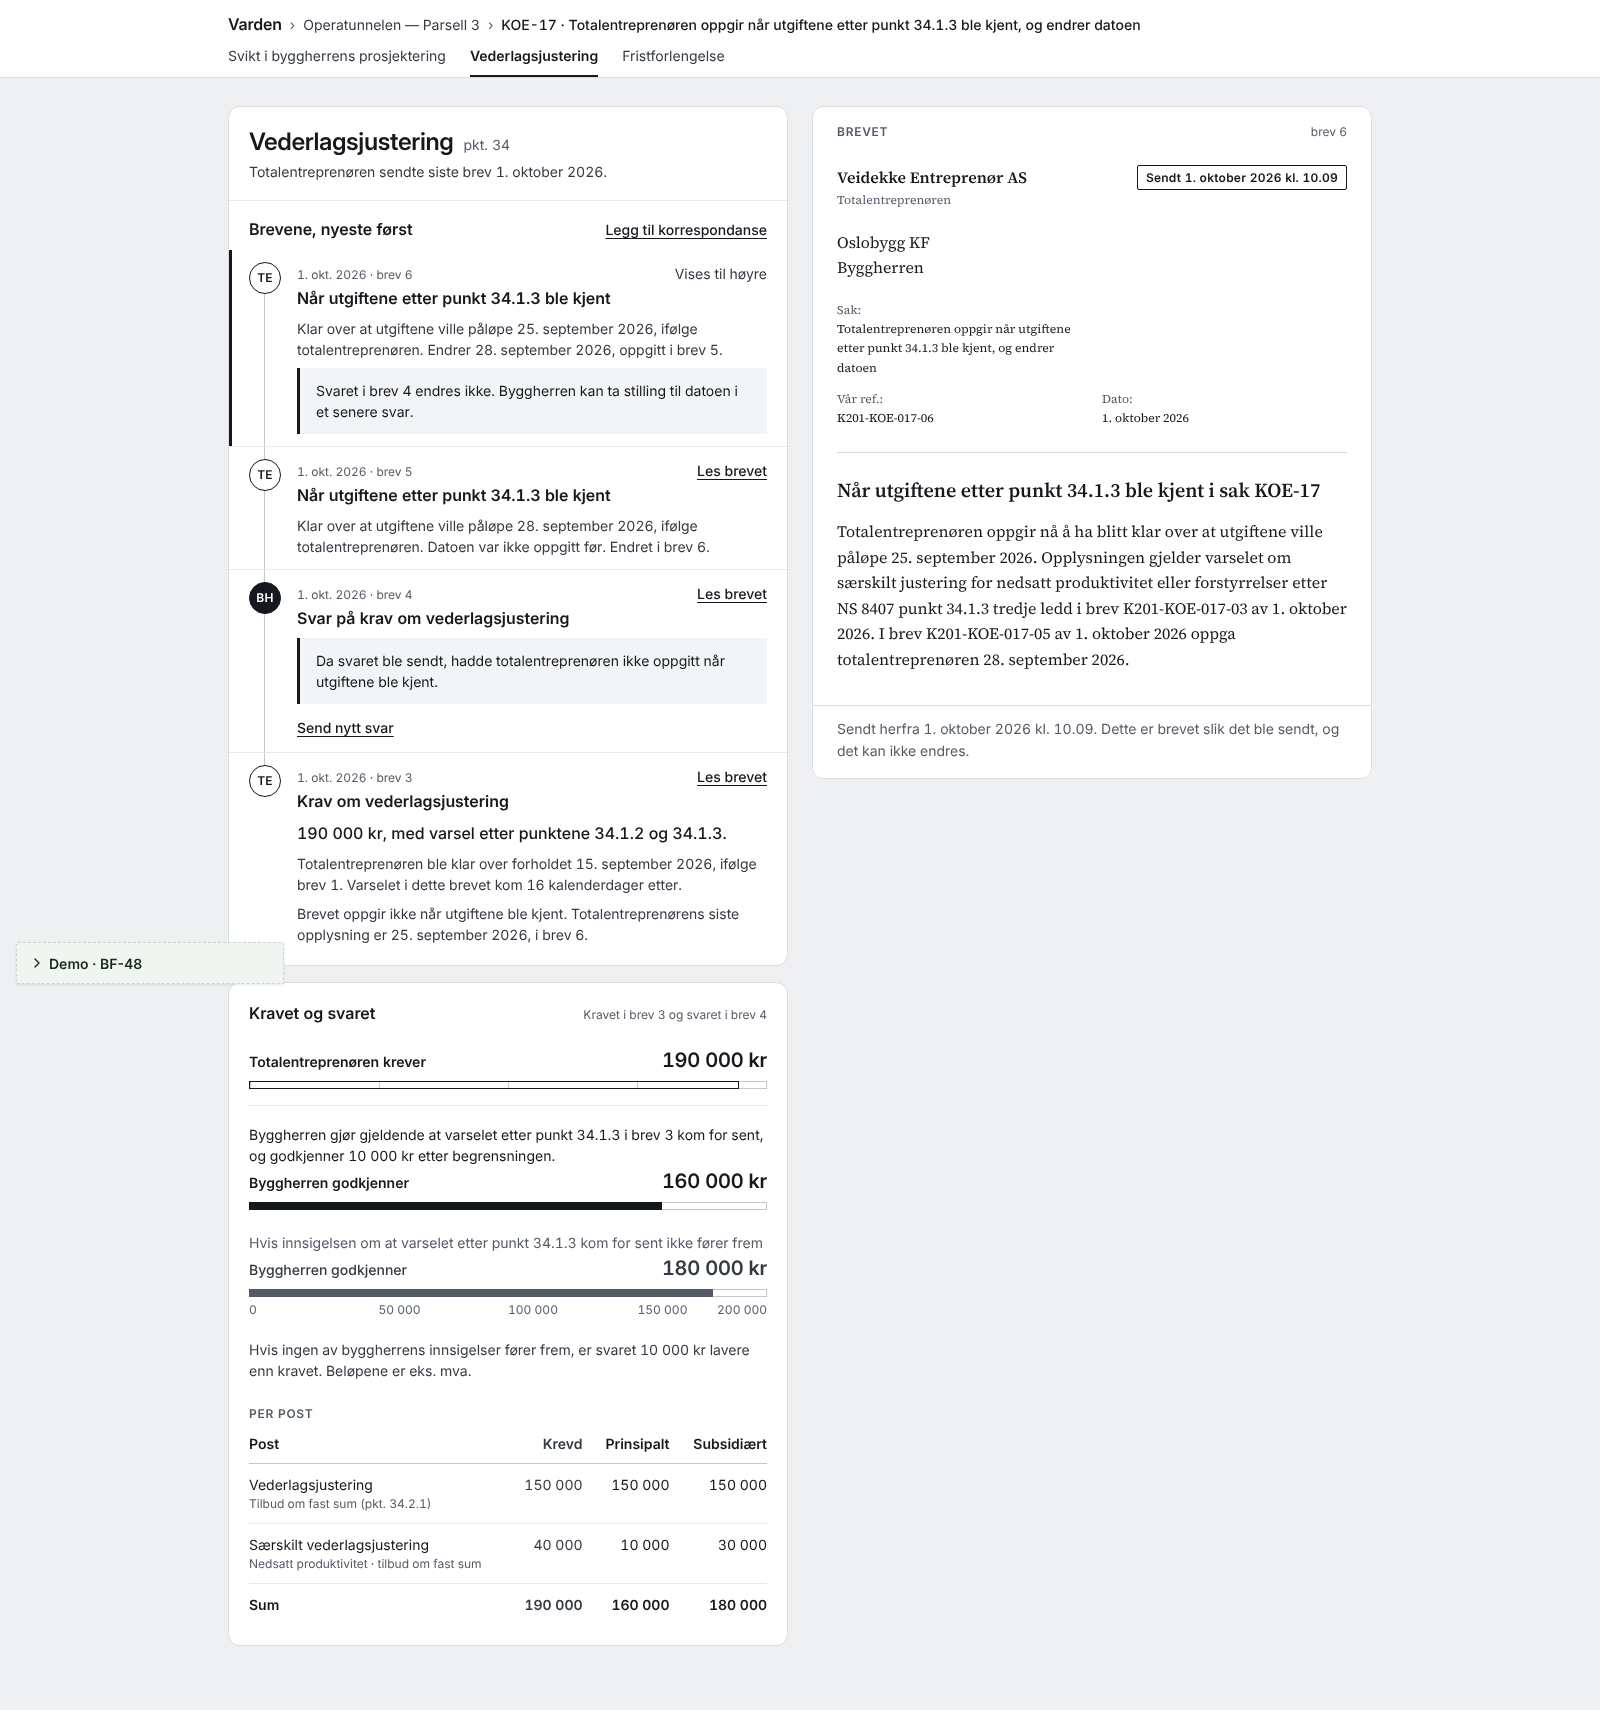 Varden › Operatunnelen — Parsell 3 › KOE-17 · Totalentreprenøren oppgir når utgiftene etter punkt 34.1.3 ble kjent, og endrer datoen
Svikt i byggherrens prosjektering Vederlagsjustering Fristforlengelse
Vederlagsjustering pkt. 34
Totalentreprenøren sendte siste brev 1. oktober 2026.
Brevene, nyeste først Legg til korrespondanse
TE 1. okt. 2026 · brev 6 Vises til høyre
Når utgiftene etter punkt 34.1.3 ble kjent
Klar over at utgiftene ville påløpe 25. september 2026, ifølge
totalentreprenøren. Endrer 28. september 2026, oppgitt i brev 5.
Svaret i brev 4 endres ikke. Byggherren kan ta stilling til datoen i
et senere svar.
TE 1. okt. 2026 · brev 5 Les brevet
Når utgiftene etter punkt 34.1.3 ble kjent
Klar over at utgiftene ville påløpe 28. september 2026, ifølge
totalentreprenøren. Datoen var ikke oppgitt før. Endret i brev 6.
BH 1. okt. 2026 · brev 4 Les brevet
Svar på krav om vederlagsjustering
Da svaret ble sendt, hadde totalentreprenøren ikke oppgitt når
utgiftene ble kjent.
Send nytt svar
TE 1. okt. 2026 · brev 3 Les brevet
Krav om vederlagsjustering
190 000 kr, med varsel etter punktene 34.1.2 og 34.1.3.
Totalentreprenøren ble klar over forholdet 15. september 2026, ifølge
brev 1. Varselet i dette brevet kom 16 kalenderdager etter.
Brevet oppgir ikke når utgiftene ble kjent. Totalentreprenørens siste
opplysning er 25. september 2026, i brev 6.
Demo · BF-48
Kravet og svaret Kravet i brev 3 og svaret i brev 4
Totalentreprenøren krever 190 000 kr
Byggherren gjør gjeldende at varselet etter punkt 34.1.3 i brev 3 kom for sent,
og godkjenner 10 000 kr etter begrensningen.
Byggherren godkjenner 160 000 kr
Hvis innsigelsen om at varselet etter punkt 34.1.3 kom for sent ikke fører frem
Byggherren godkjenner 180 000 kr
0 50 000 100 000 150 000 200 000
Hvis ingen av byggherrens innsigelser fører frem, er svaret 10 000 kr lavere
enn kravet. Beløpene er eks. mva.
PER POST
Post Krevd Prinsipalt Subsidiært
Vederlagsjustering 150 000 150 000 150 000
Tilbud om fast sum (pkt. 34.2.1)
Særskilt vederlagsjustering 40 000 10 000 30 000
Nedsatt produktivitet · tilbud om fast sum
Sum 190 000 160 000 180 000
BREVET brev 6
Veidekke Entreprenør AS Sendt 1. oktober 2026 kl. 10.09
Totalentreprenøren
Oslobygg KF
Byggherren
Sak:
Totalentreprenøren oppgir når utgiftene
etter punkt 34.1.3 ble kjent, og endrer
datoen
Vår ref.: Dato:
K201-KOE-017-06 1. oktober 2026
Når utgiftene etter punkt 34.1.3 ble kjent i sak KOE-17
Totalentreprenøren oppgir nå å ha blitt klar over at utgiftene ville
påløpe 25. september 2026. Opplysningen gjelder varselet om
særskilt justering for nedsatt produktivitet eller forstyrrelser etter
NS 8407 punkt 34.1.3 tredje ledd i brev K201-KOE-017-03 av 1. oktober
2026. I brev K201-KOE-017-05 av 1. oktober 2026 oppga
totalentreprenøren 28. september 2026.
Sendt herfra 1. oktober 2026 kl. 10.09. Dette er brevet slik det ble sendt, og
det kan ikke endres.